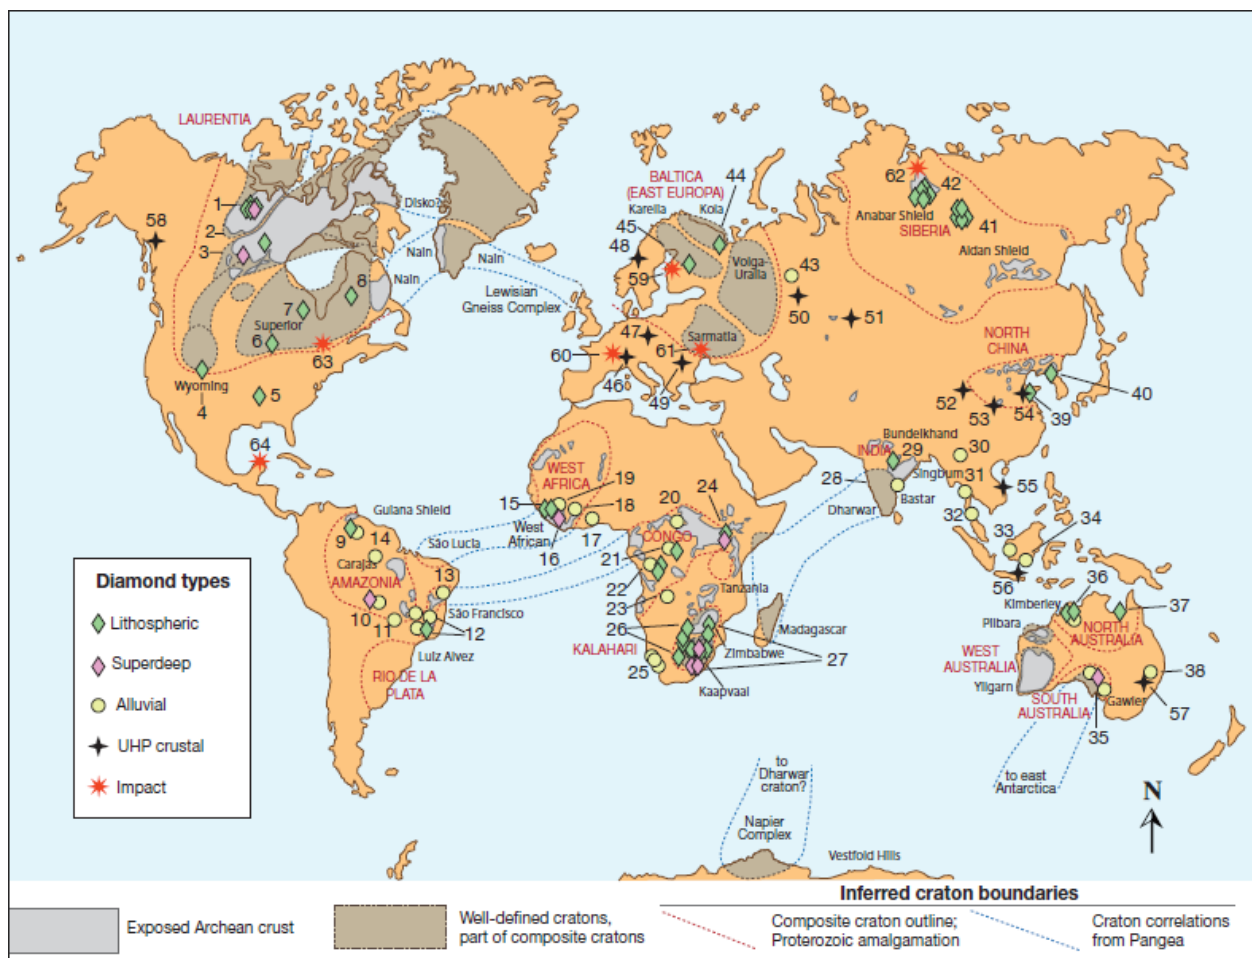 LAURENTIA
BALTICA
(EAST EUROPA)
44
62
42
1
Disko?
Karelia
Kola
Anabar Shield
SIBERIA
41
58
2
45
48
3
Nain
Nain
Volga-
Uralia
Aldan Shield
59
43
Nain
8
Lewisian
Gneiss Complex
7
50
51
Superior
47
Sarmatia
NORTH
CHINA
6
63
60
61
Wyoming
46
40
4
5
49
52
53
54
39
64
Bundelkhand
INDIA
29
30
WEST
AFRICA
19
24
28
Singbum
31
55
Guiana Shield
15
18
20
Bastar
Dharwar
32
9
14
São Lucia
West
African
16
17
CONGO
33
34
Carajas
21
AMAZONIA
13
22
Tanzania
56
36
Diamond types
10
São Francisco
23
Kimberley
37
11
12
26
Madagascar
Pilbara
NORTH
AUSTRALIA
Lithospheric
Luiz Alvez
KALAHARI
Zimbabwe
27
WEST
AUSTRALIA
Superdeep
RIO DE LA
PLATA
25
Kaapvaal
Yilgarn
38
SOUTH
AUSTRALIA
Gawler
57
Alluvial
35
UHP crustal
to
Dharwar
craton?
to east
Antarctica
N
Impact
Napier
Complex
Vestfold Hills
Inferred craton boundaries
Exposed Archean crust
Well-defined cratons,
part of composite cratons
Composite craton outline;
Proterozoic amalgamation
Craton correlations
from Pangea